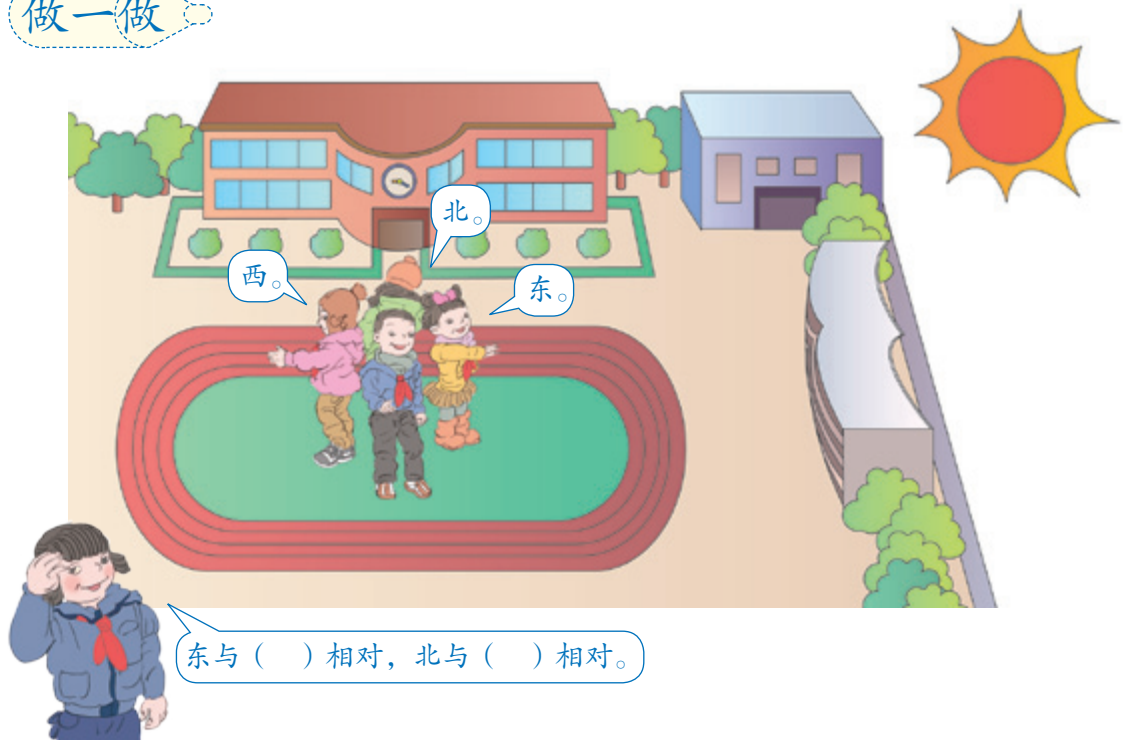 做一做
北。
西。
东。
东与（　）相对，北与（　）相对。